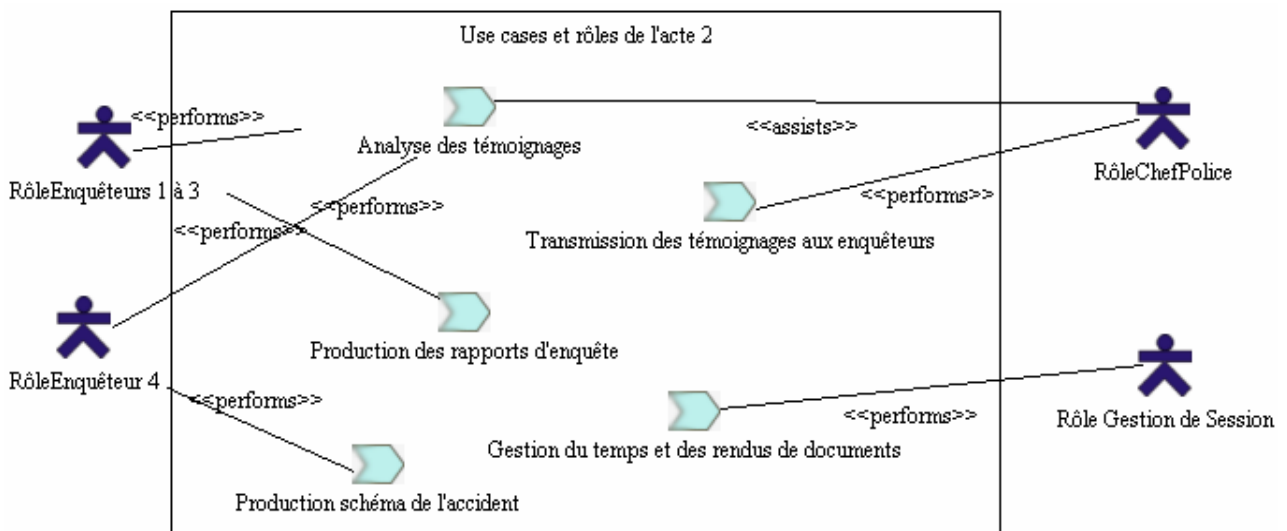 Use cases et rôles de l'acte 2
<<performs>>
Analyse des témoignages
<<assists>>
RôleChefPolice
RôleEnquêteurs 1 à 3
<<performs>>
<<performs>>
<<performs>>
Transmission des témoignages aux enquêteurs
Production des rapports d'enquête
RôleEnquêteur 4
<<performs>>
<<performs>>
Rôle Gestion de Session
Gestion du temps et des rendus de documents
Production schéma de l'accident